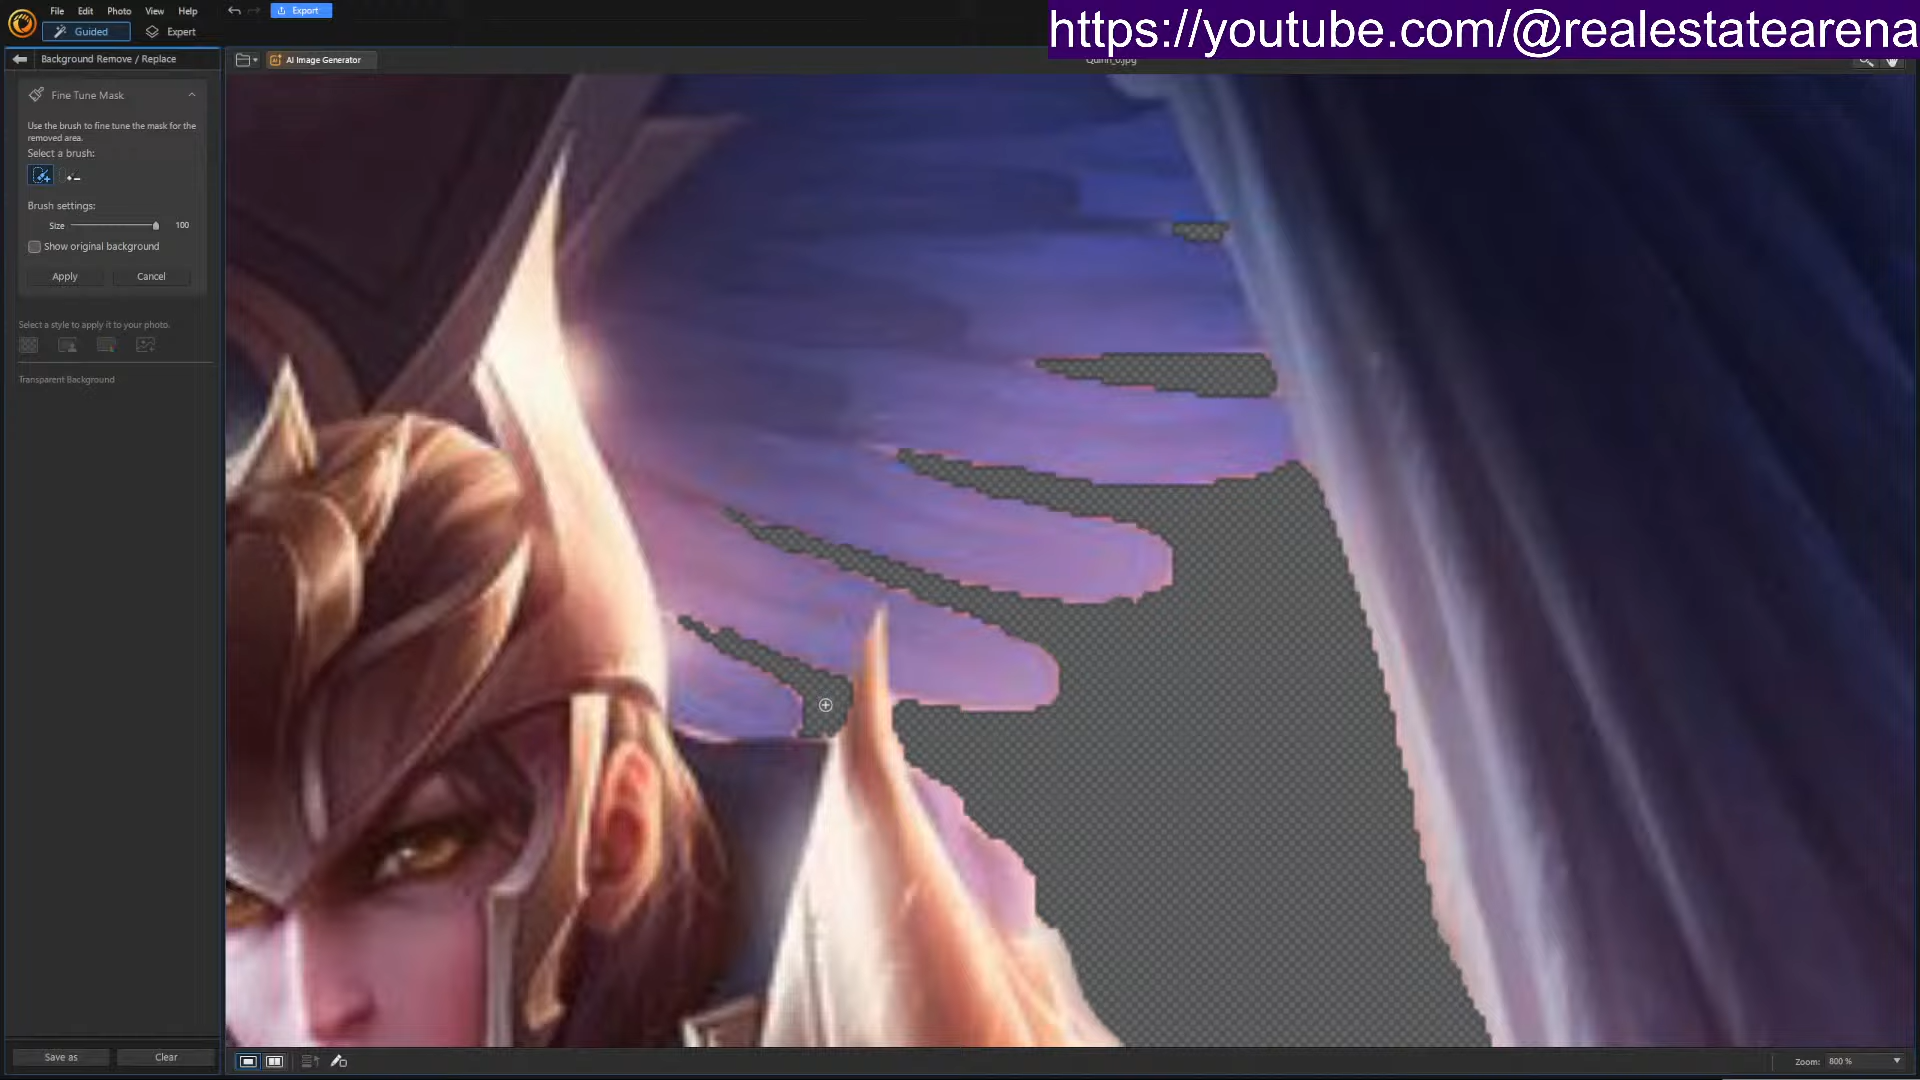 File Edit Photo View Help Export
Guided Expert
https://youtube.com/@realestatearena
Background Remove / Replace
AI Image Generator
Quinn_0.jpg
Fine Tune Mask
Use the brush to fine tune the mask for the
removed area.
Select a brush:
Brush settings:
Size 100
Show original background
Apply Cancel
Select a style to apply it to your photo.
Transparent Background
Save as Clear
Zoom: 800 %